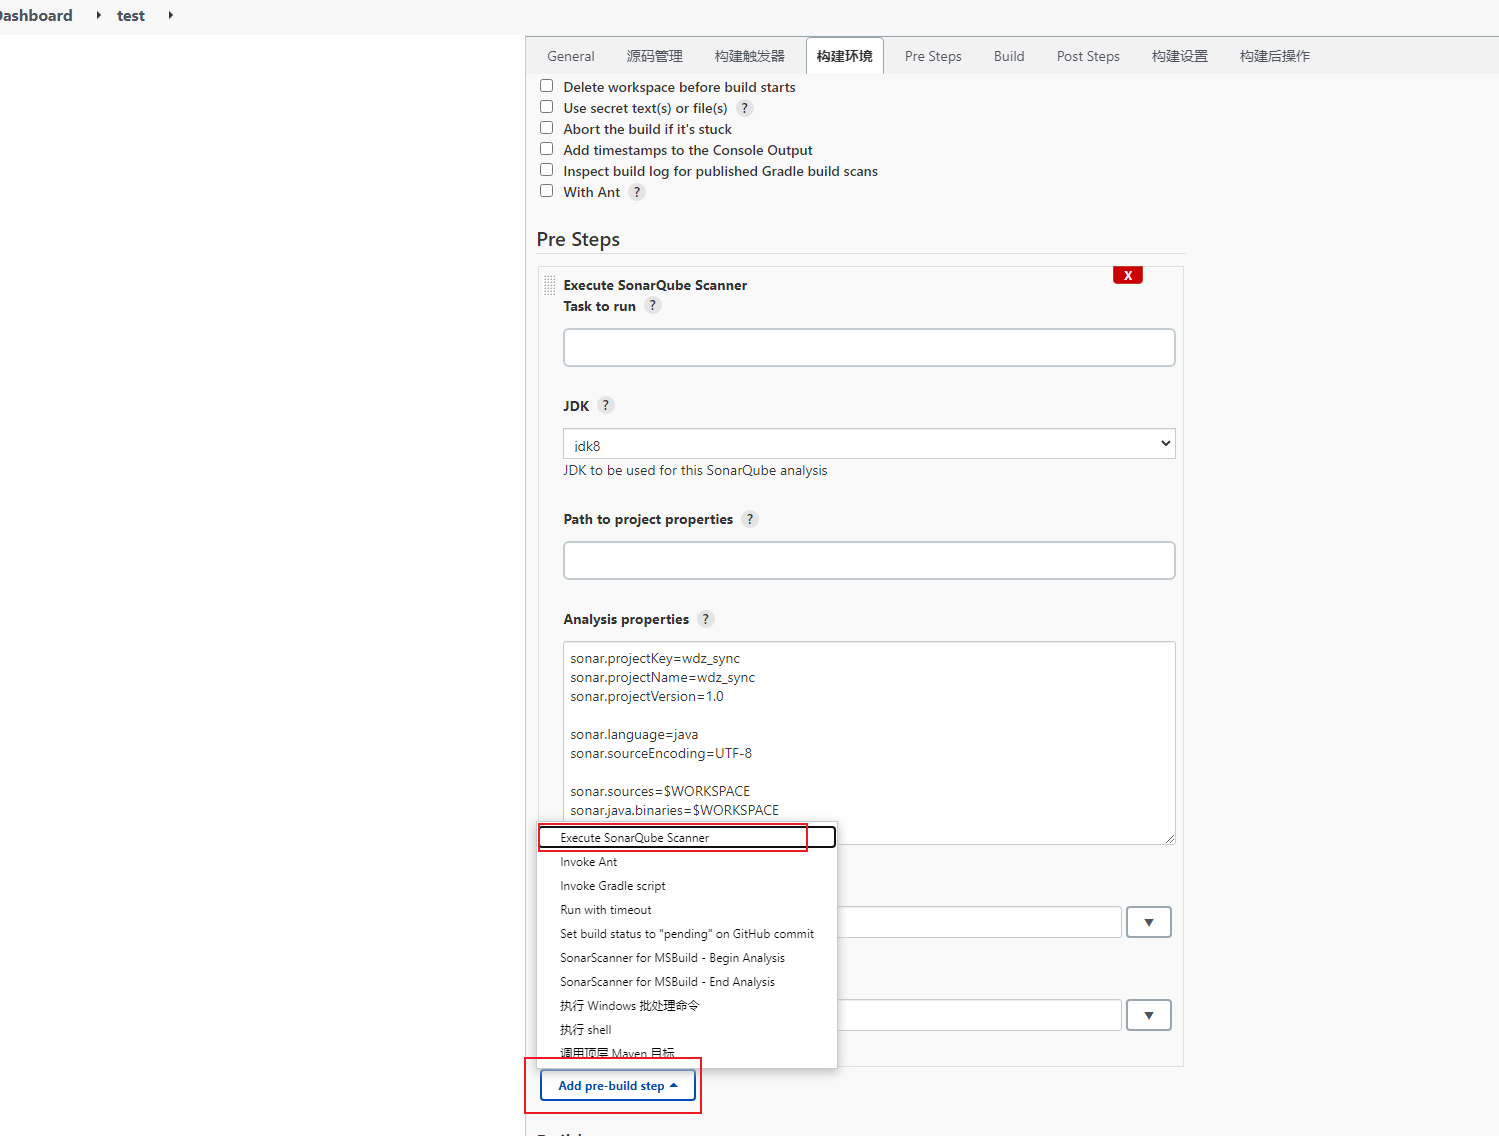 Dashboard test
General 源码管理 构建触发器 构建环境 Pre Steps Build Post Steps 构建设置 构建后操作
Delete workspace before build starts
Use secret text(s) or file(s) ?
Abort the build if it's stuck
Add timestamps to the Console Output
Inspect build log for published Gradle build scans
With Ant ?
Pre Steps
X
Execute SonarQube Scanner
Task to run ?
JDK ?
jdk8
JDK to be used for this SonarQube analysis
Path to project properties ?
Analysis properties ?
sonar.projectKey=wdz_sync
sonar.projectName=wdz_sync
sonar.projectVersion=1.0
sonar.language=java
sonar.sourceEncoding=UTF-8
sonar.sources=$WORKSPACE
sonar.java.binaries=$WORKSPACE
Execute SonarQube Scanner
Invoke Ant
Invoke Gradle script
Run with timeout
Set build status to "pending" on GitHub commit
SonarScanner for MSBuild - Begin Analysis
SonarScanner for MSBuild - End Analysis
执行 Windows 批处理命令
执行 shell
调用顶层 Maven 目标
Add pre-build step